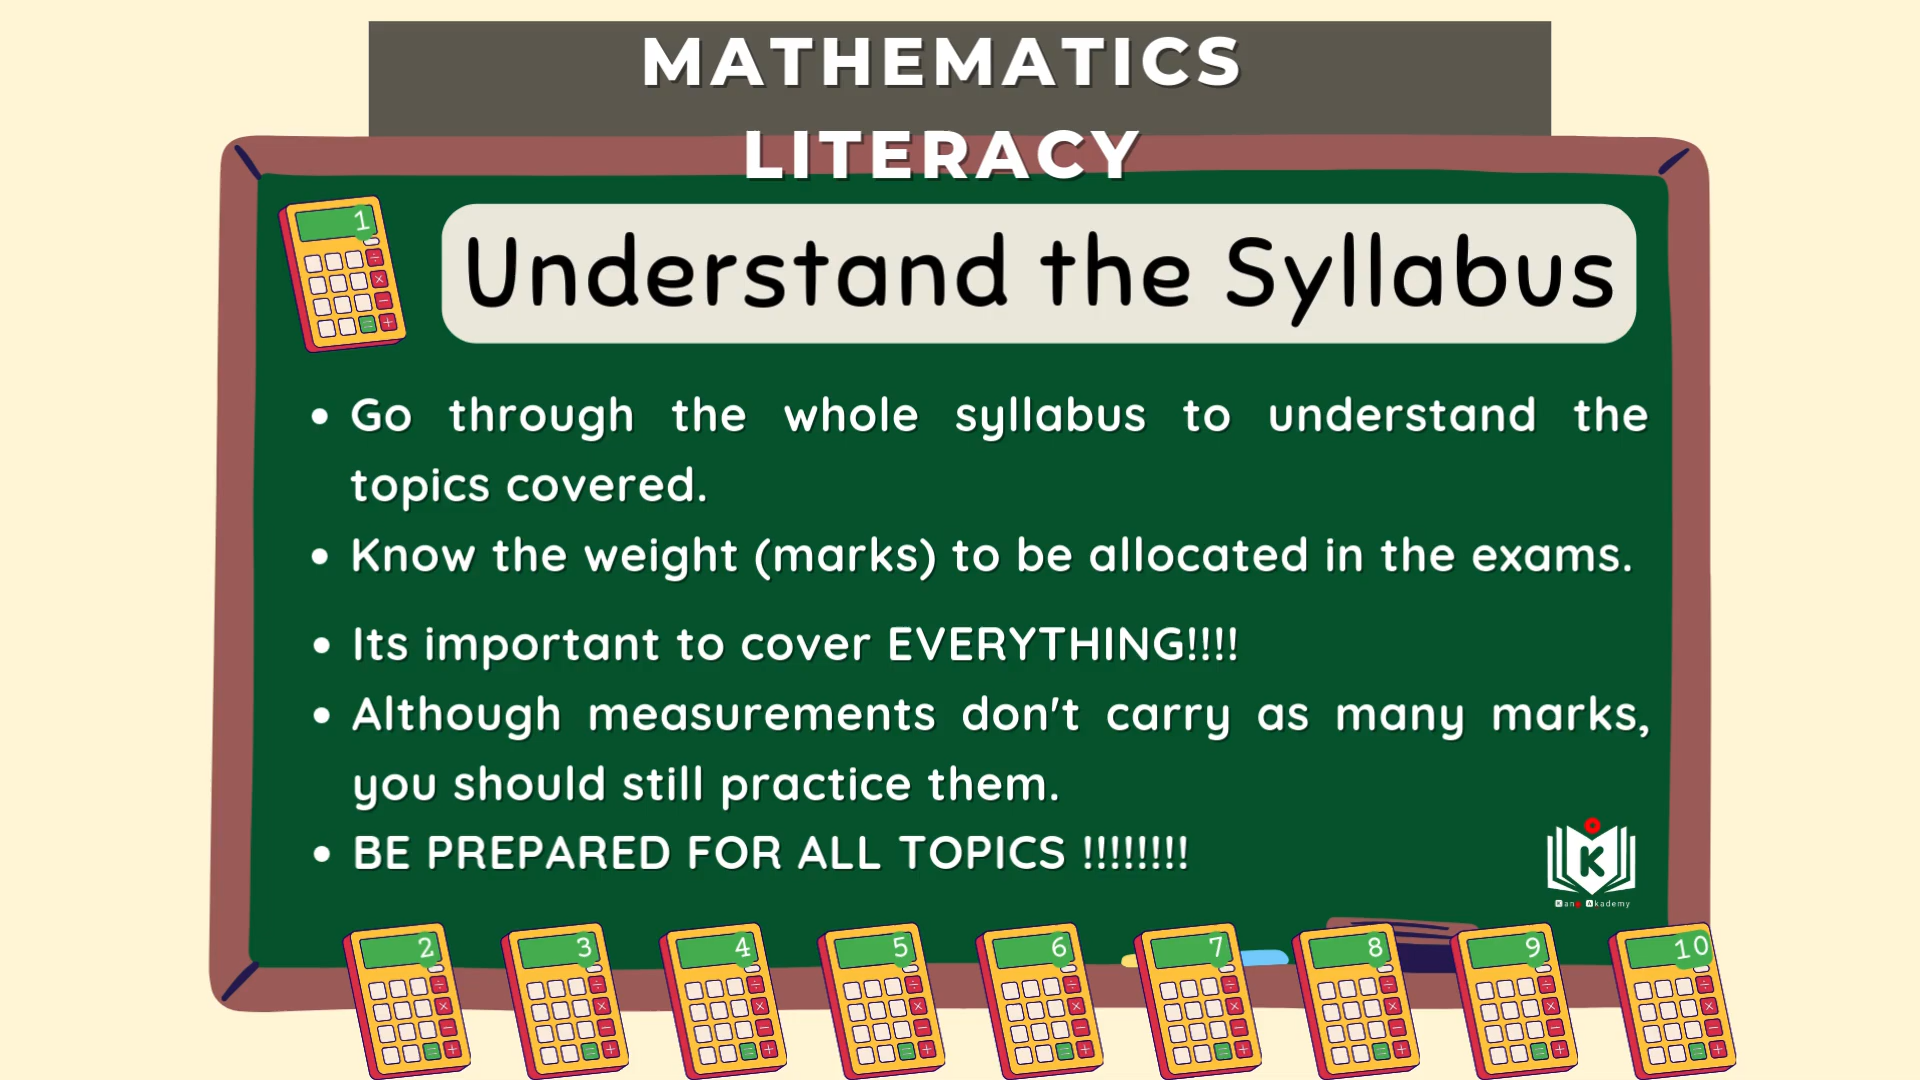 MATHEMATICS
LITERACY
1
Understand the Syllabus
• Go through the whole syllabus to understand the
topics covered.
• Know the weight (marks) to be allocated in the exams.
• Its important to cover EVERYTHING!!!!
• Although measurements don't carry as many marks,
you should still practice them.
• BE PREPARED FOR ALL TOPICS !!!!!!!!
K
Kano Akademy
2 3 4 5 6 7 8 9 10